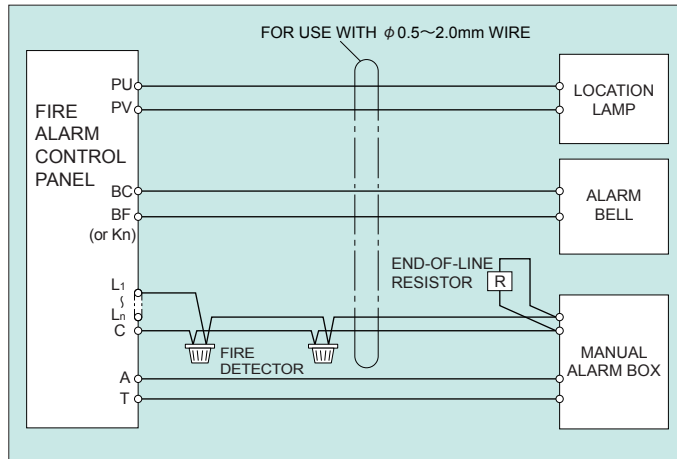 FOR USE WITH φ0.5～2.0mm WIRE
FIRE
ALARM
CONTROL
PANEL
PU
PV
BC
BF
(or Kn)
L1
～
Ln
C
A
T
LOCATION
LAMP
ALARM
BELL
END-OF-LINE
RESISTOR
R
FIRE
DETECTOR
MANUAL
ALARM BOX